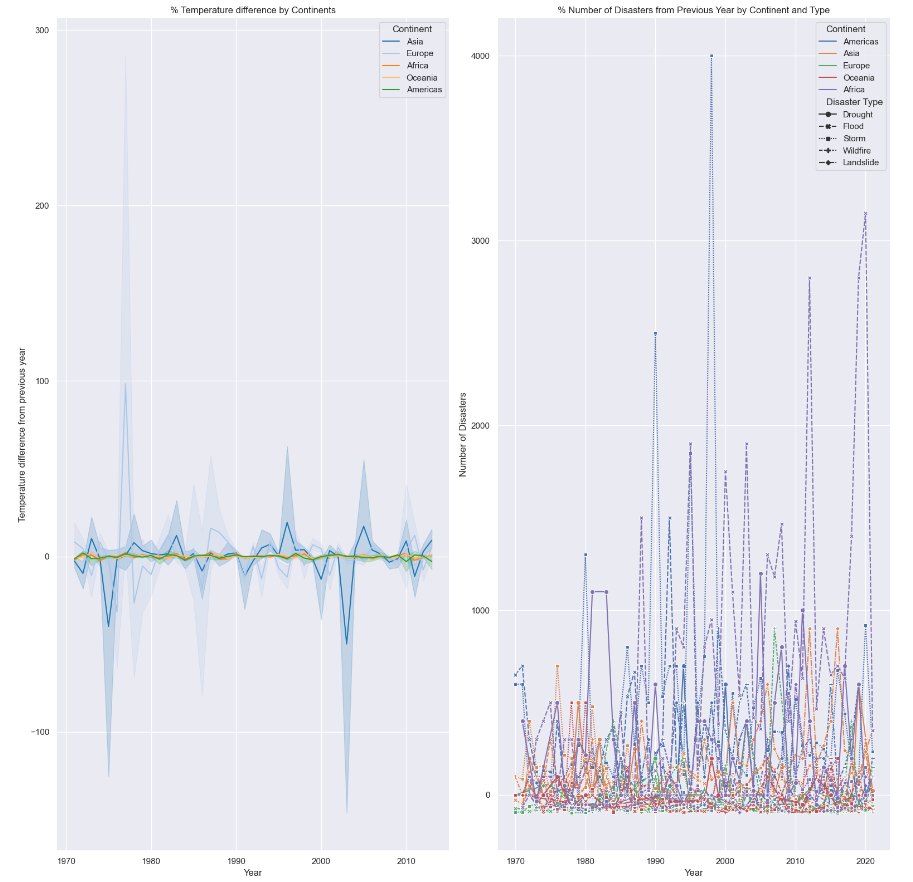 % Temperature difference by Continents
Continent
Asia
Europe
Africa
Oceania
Americas
300
200
100
0
−100
Temperature difference from previous year
1970
1980
1990
2000
2010
Year
% Number of Disasters from Previous Year by Continent and Type
Continent
Americas
Asia
Europe
Oceania
Africa
Disaster Type
Drought
Flood
Storm
Wildfire
Landslide
4000
3000
2000
1000
0
Number of Disasters
1970
1980
1990
2000
2010
2020
Year